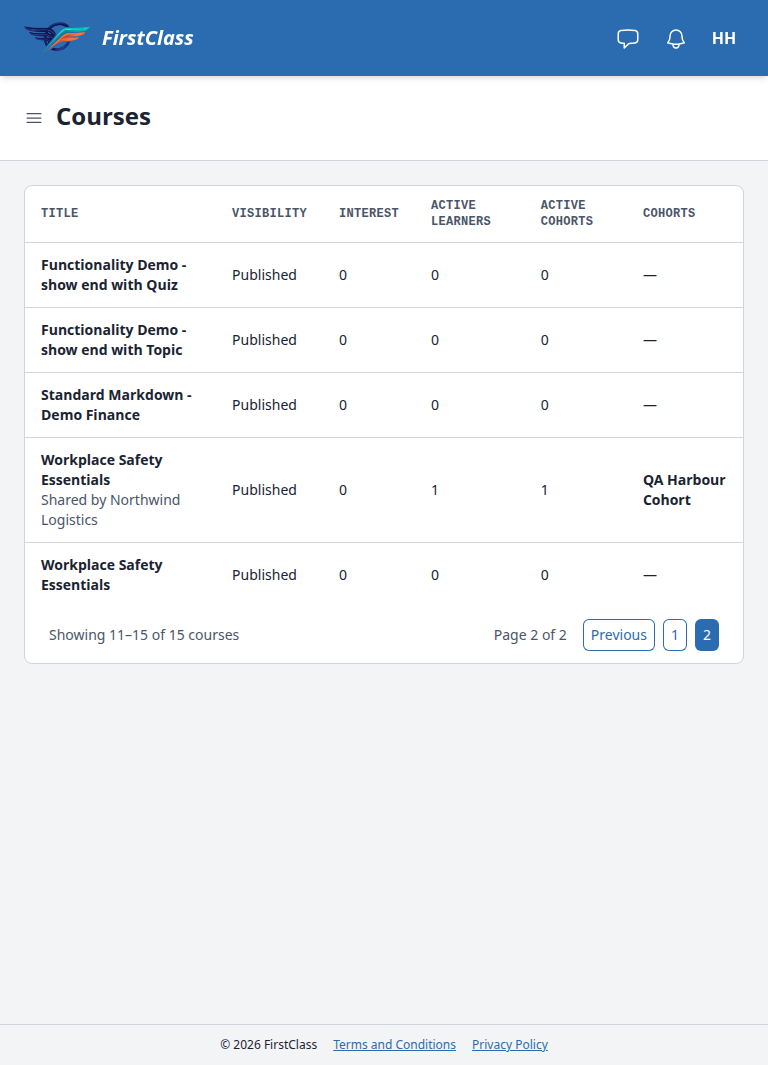 FirstClass
HH
Courses
TITLE VISIBILITY INTEREST ACTIVE LEARNERS ACTIVE COHORTS COHORTS
Functionality Demo -
show end with Quiz
Published 0 0 0 —
Functionality Demo -
show end with Topic
Published 0 0 0 —
Standard Markdown -
Demo Finance
Published 0 0 0 —
Workplace Safety
Essentials
Shared by Northwind
Logistics
Published 0 1 1
QA Harbour
Cohort
Workplace Safety
Essentials
Published 0 0 0 —
Showing 11–15 of 15 courses
Page 2 of 2 Previous 1 2
© 2026 FirstClass Terms and Conditions Privacy Policy